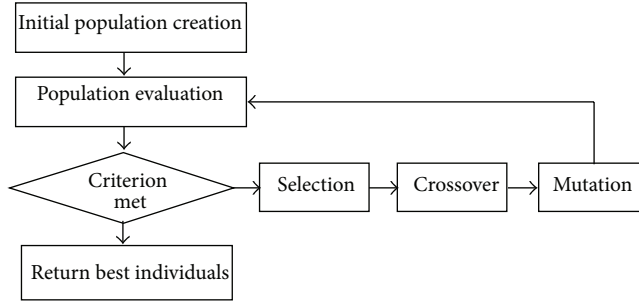 Initial population creation
Population evaluation
Criterion
met
Selection
Crossover
Mutation
Return best individuals